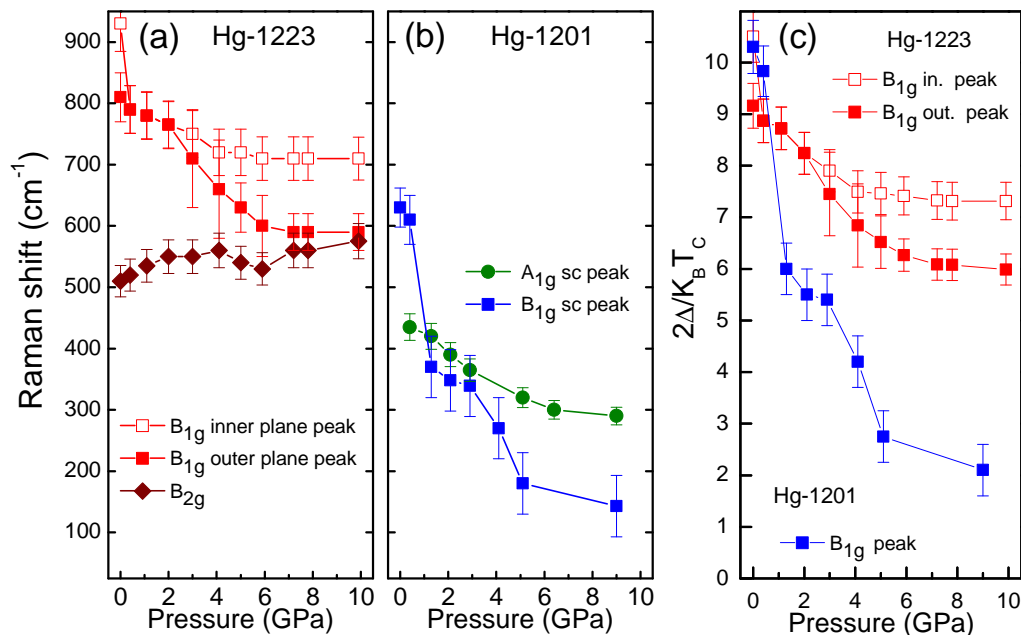 (a) Hg-1223
(b) Hg-1201
(c) Hg-1223
Raman shift (cm⁻¹)
900
800
700
600
500
400
300
200
100
B₁g inner plane peak
B₁g outer plane peak
B₂g
0 2 4 6 8 10
Pressure (GPa)
A₁g sc peak
B₁g sc peak
0 2 4 6 8 10
Pressure (GPa)
2Δ/K_B T_C
10
9
8
7
6
5
4
3
2
1
0
B₁g in. peak
B₁g out. peak
Hg-1201
B₁g peak
0 2 4 6 8 10
Pressure (GPa)